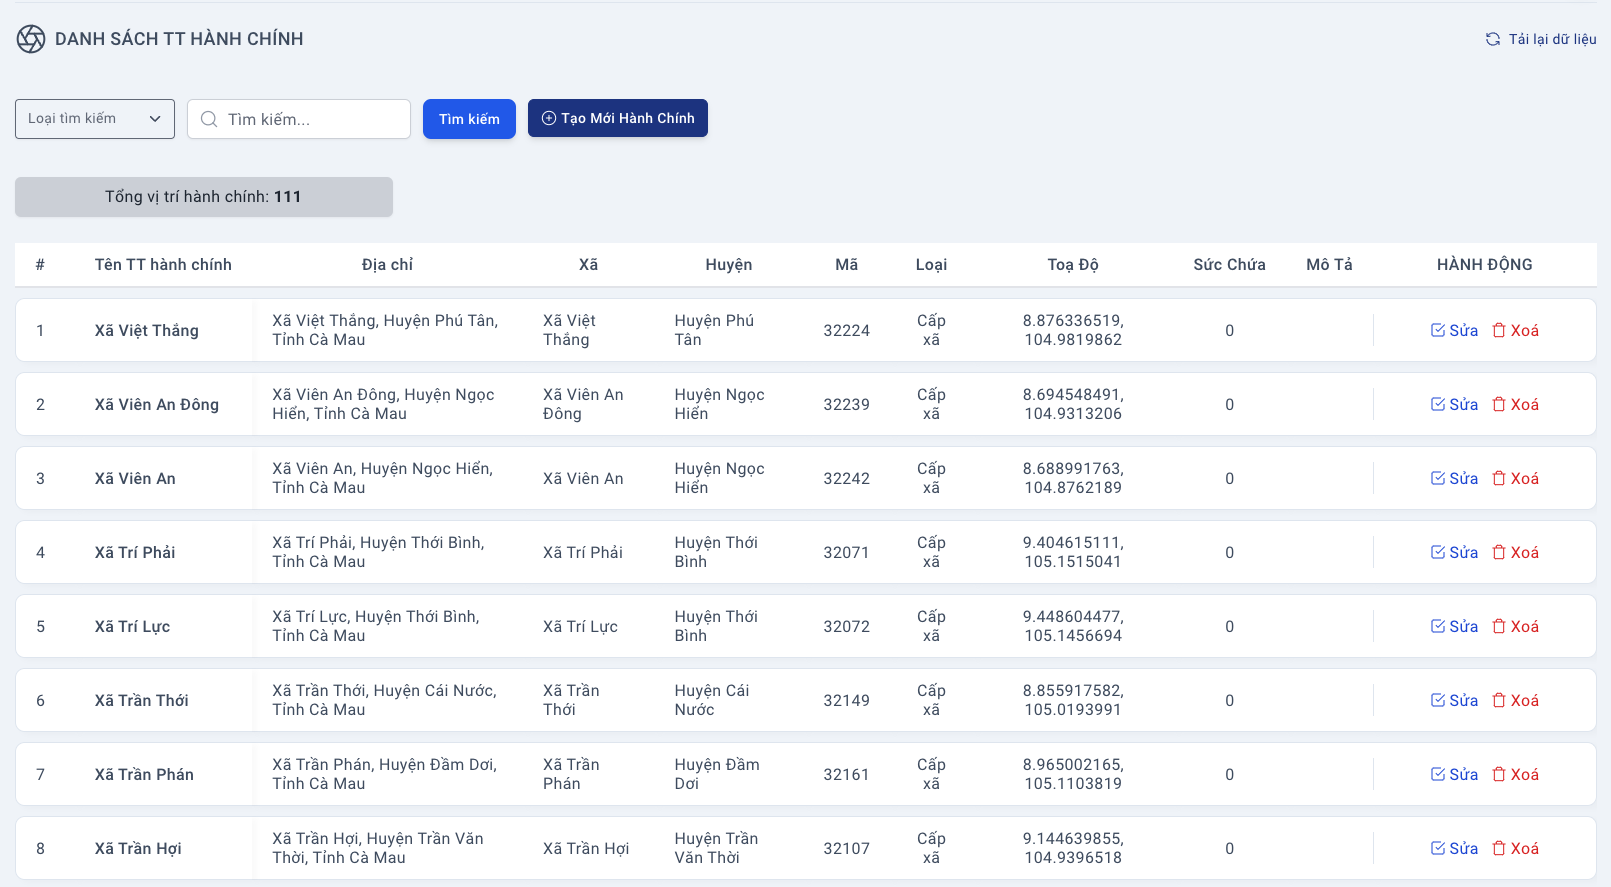 DANH SÁCH TT HÀNH CHÍNH
Tải lại dữ liệu
Loại tìm kiếm
Tìm kiếm...
Tìm kiếm
Tạo Mới Hành Chính
Tổng vị trí hành chính: 111
# Tên TT hành chính Địa chỉ Xã Huyện Mã Loại Toạ Độ Sức Chứa Mô Tả HÀNH ĐỘNG
Xã Việt Thắng, Huyện Phú Tân, Xã Việt Huyện Phú Cấp 8.876336519,
1 Xã Việt Thắng 32224 0 Sửa Xoá
Tỉnh Cà Mau Thắng Tân xã 104.9819862
Xã Viên An Đông, Huyện Ngọc Xã Viên An Huyện Ngọc Cấp 8.694548491,
2 Xã Viên An Đông 32239 0 Sửa Xoá
Hiển, Tỉnh Cà Mau Đông Hiển xã 104.9313206
Xã Viên An, Huyện Ngọc Hiển, Huyện Ngọc Cấp 8.688991763,
3 Xã Viên An Xã Viên An 32242 0 Sửa Xoá
Tỉnh Cà Mau Hiển xã 104.8762189
Xã Trí Phải, Huyện Thới Bình, Huyện Thới Cấp 9.404615111,
4 Xã Trí Phải Xã Trí Phải 32071 0 Sửa Xoá
Tỉnh Cà Mau Bình xã 105.1515041
Xã Trí Lực, Huyện Thới Bình, Huyện Thới Cấp 9.448604477,
5 Xã Trí Lực Xã Trí Lực 32072 0 Sửa Xoá
Tỉnh Cà Mau Bình xã 105.1456694
Xã Trần Thới, Huyện Cái Nước, Xã Trần Huyện Cái Cấp 8.855917582,
6 Xã Trần Thới 32149 0 Sửa Xoá
Tỉnh Cà Mau Thới Nước xã 105.0193991
Xã Trần Phán, Huyện Đầm Dơi, Xã Trần Huyện Đầm Cấp 8.965002165,
7 Xã Trần Phán 32161 0 Sửa Xoá
Tỉnh Cà Mau Phán Dơi xã 105.1103819
Xã Trần Hợi, Huyện Trần Văn Huyện Trần Cấp 9.144639855,
8 Xã Trần Hợi Xã Trần Hợi 32107 0 Sửa Xoá
Thời, Tỉnh Cà Mau Văn Thời xã 104.9396518